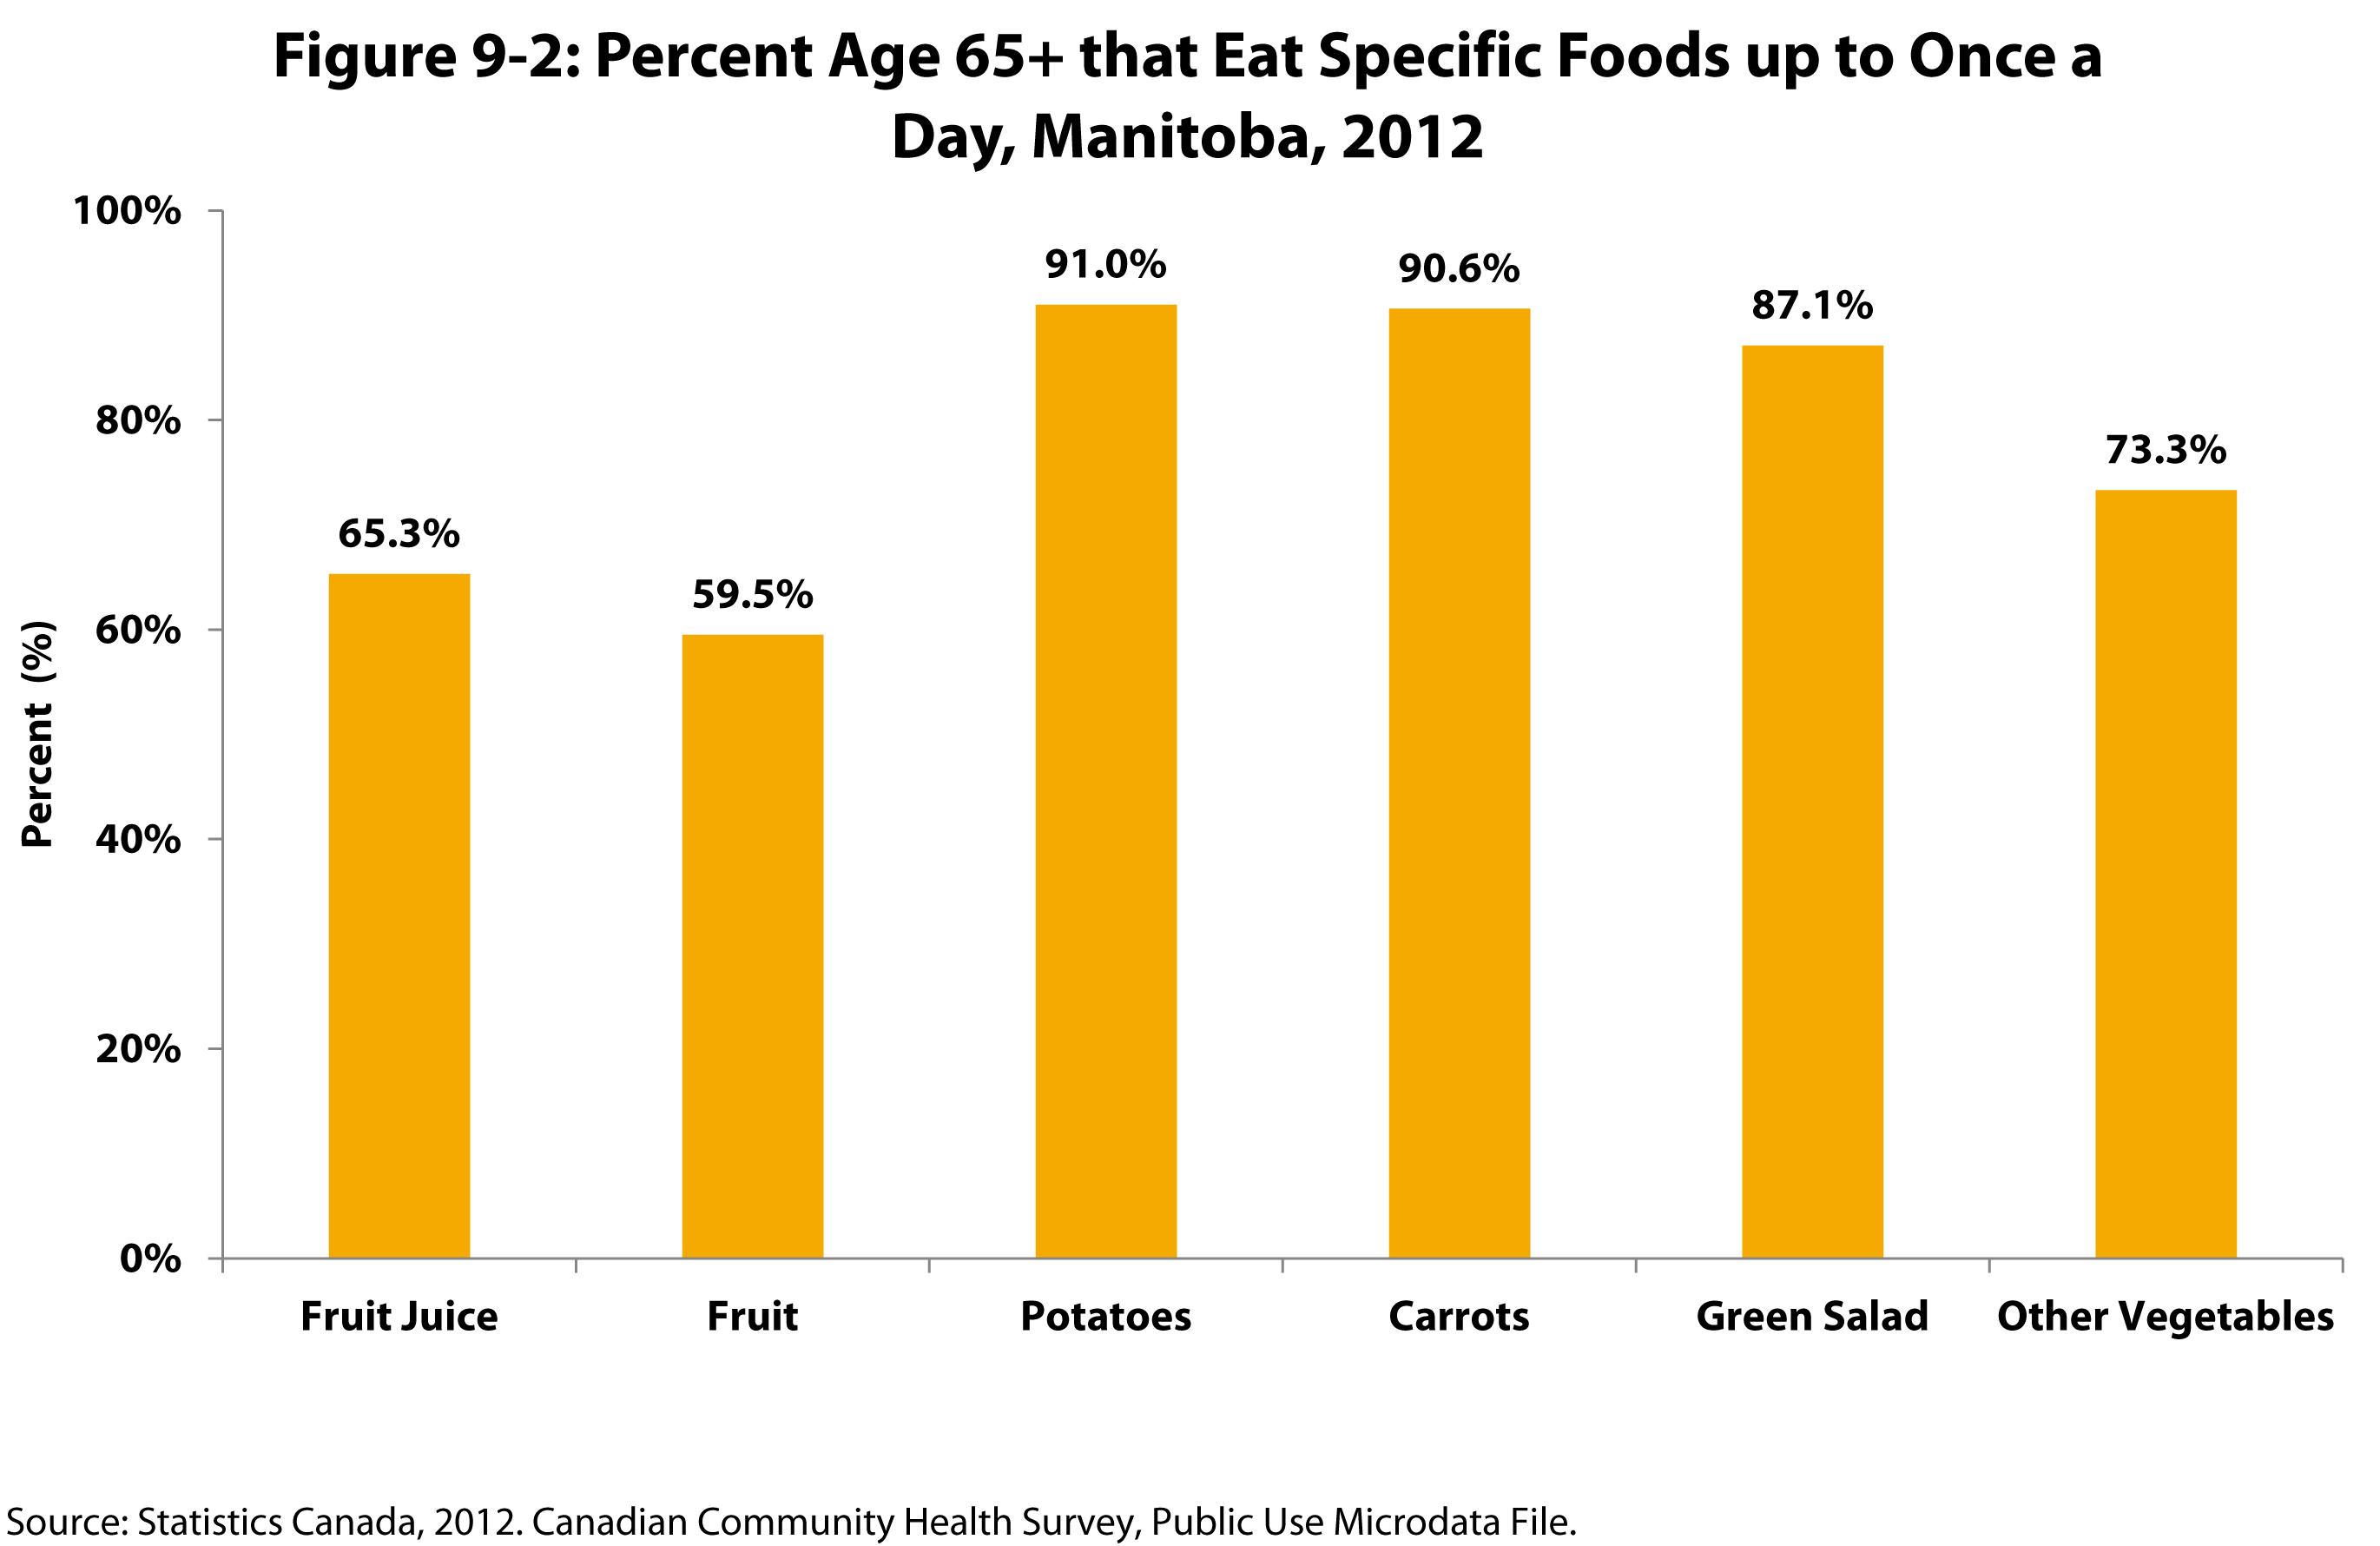 Figure 9-2: Percent Age 65+ that Eat Specific Foods up to Once a
Day, Manitoba, 2012
100%
80%
60%
40%
20%
0%
Percent (%)
65.3%
59.5%
91.0%
90.6%
87.1%
73.3%
Fruit Juice
Fruit
Potatoes
Carrots
Green Salad
Other Vegetables
Source: Statistics Canada, 2012. Canadian Community Health Survey, Public Use Microdata File.